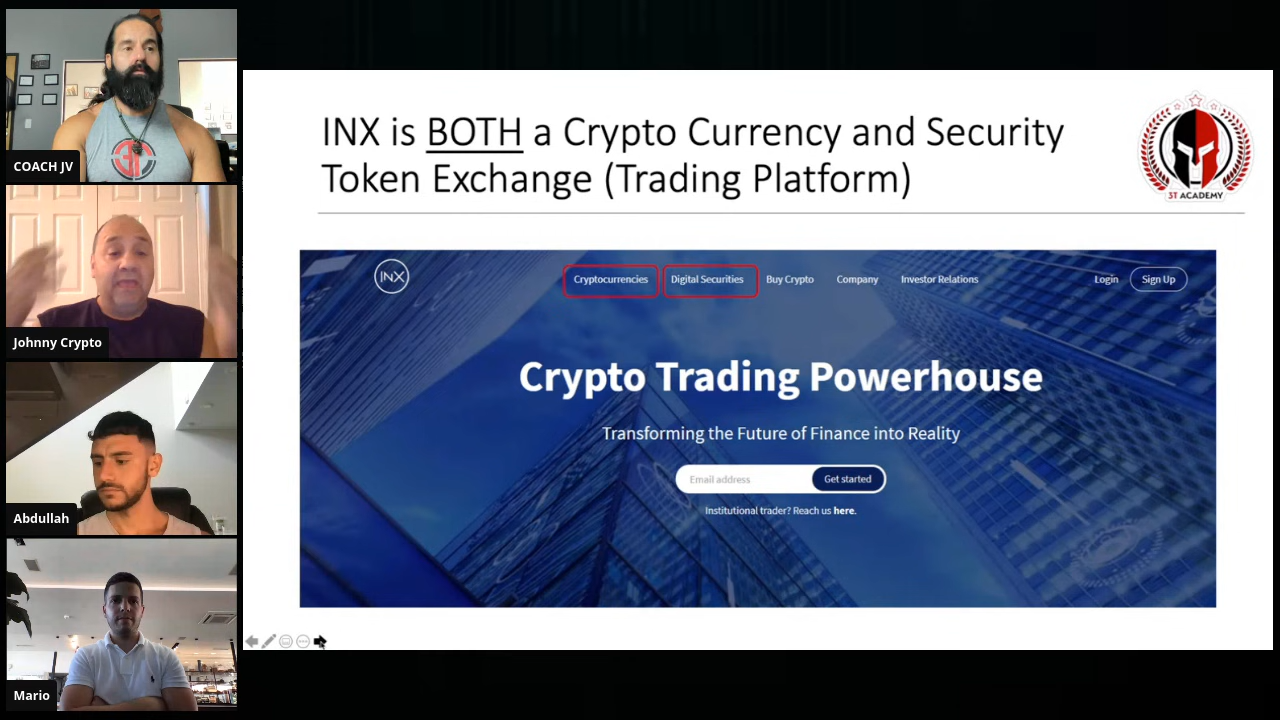 COACH JV
Johnny Crypto
Abdullah
Mario
INX is BOTH a Crypto Currency and Security
Token Exchange (Trading Platform)
3T ACADEMY
INX
Cryptocurrencies
Digital Securities
Buy Crypto
Company
Investor Relations
Login
Sign Up
Crypto Trading Powerhouse
Transforming the Future of Finance into Reality
Email address
Get started
Institutional trader? Reach us here.
3T